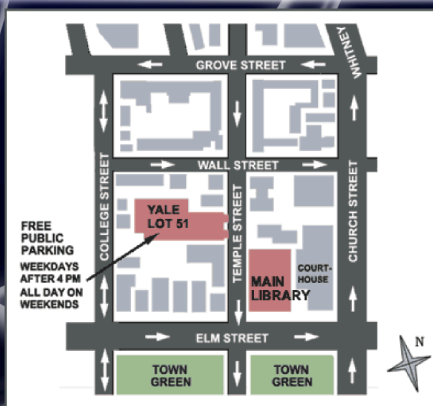 WHITNEY
GROVE STREET
WALL STREET
COLLEGE STREET
YALE
LOT 51
TEMPLE STREET
CHURCH STREET
FREE
PUBLIC
PARKING
WEEKDAYS
AFTER 4 PM
ALL DAY ON
WEEKENDS
MAIN
LIBRARY
COURT-
HOUSE
ELM STREET
TOWN
GREEN
TOWN
GREEN
N